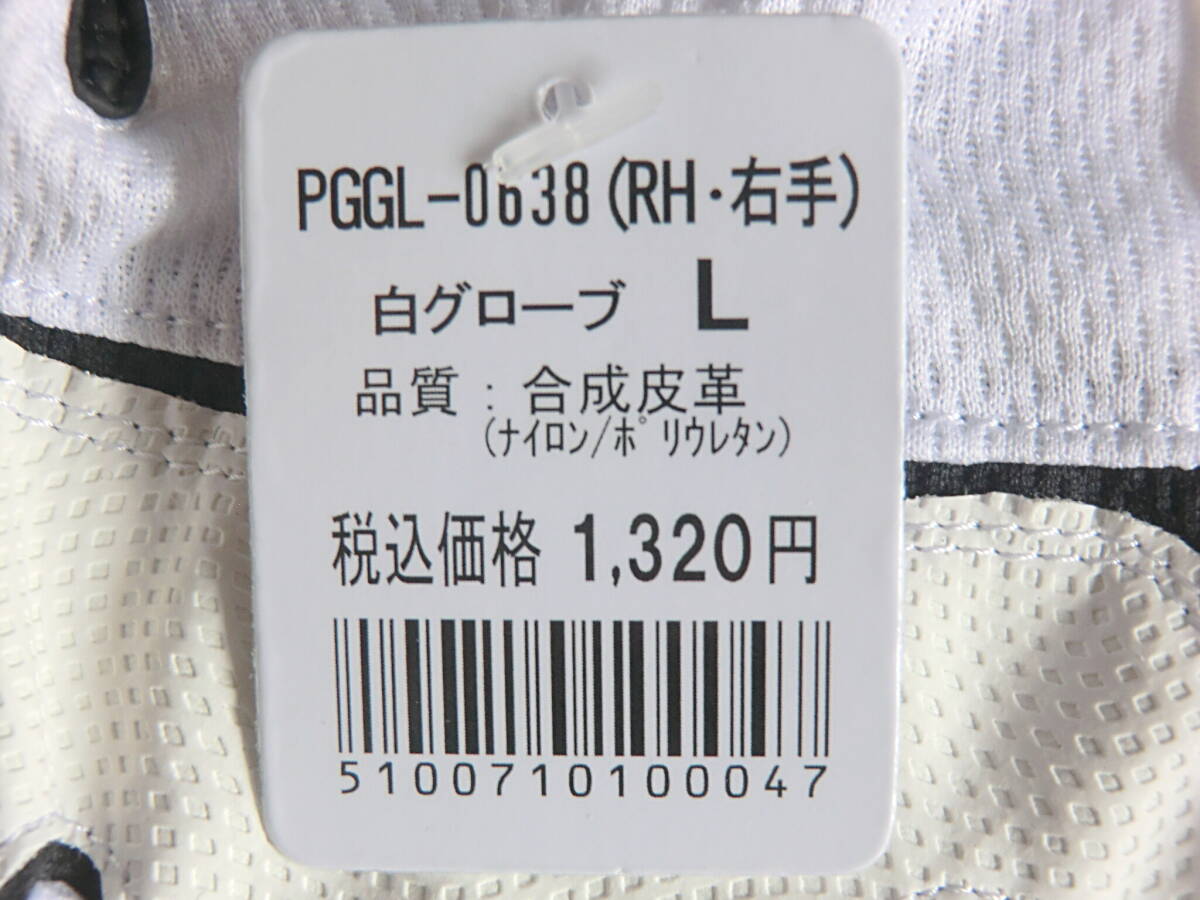 PGGL-0638(RH・右手)
白グローブ L
品質：合成皮革
(ナイロン/ポリウレタン)
税込価格 1,320円
5100710100047